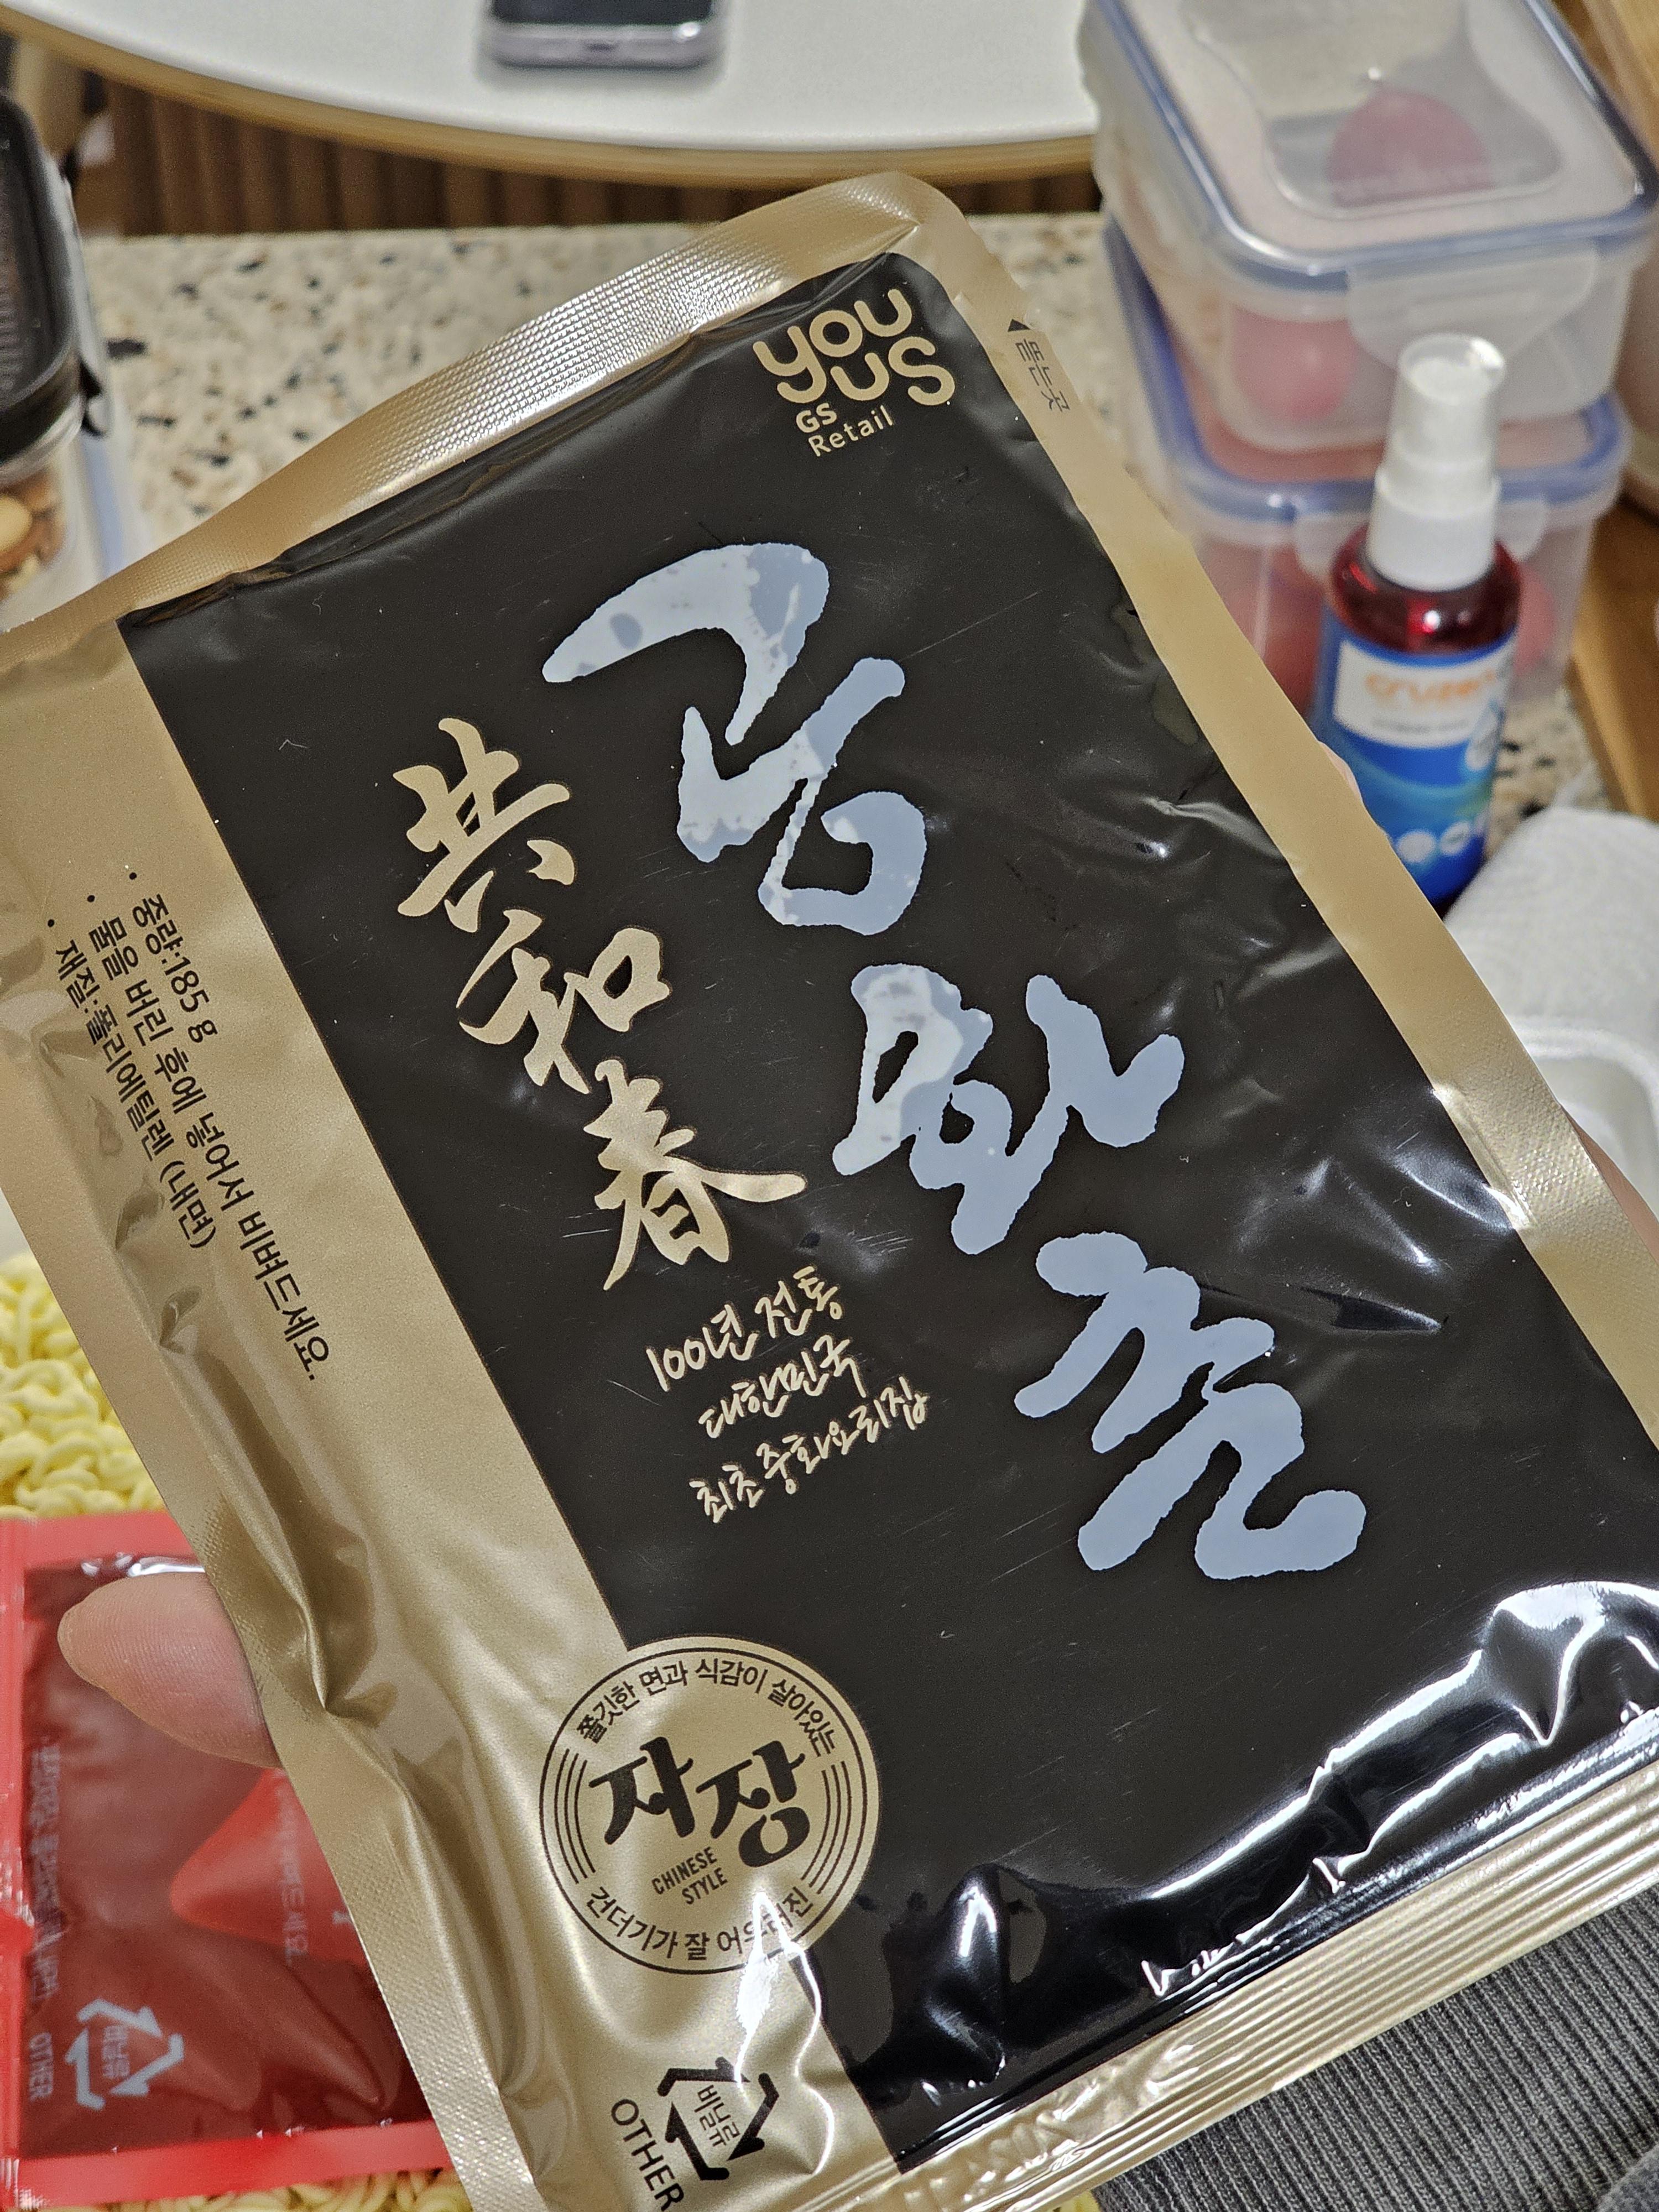 you
us
GS
Retail
뜯는곳
공화춘
共和春
100년 전통
대한민국
최초 중화요리집
· 중량:185 g
· 물을 버린 후에 넣어서 비벼드세요.
· 재질:폴리에틸렌 (내면)
쫄깃한 면과 식감이 살아있는
자장
CHINESE
STYLE
건더기가 잘 어우러진
비닐류
OTHER
비닐류
OTHER